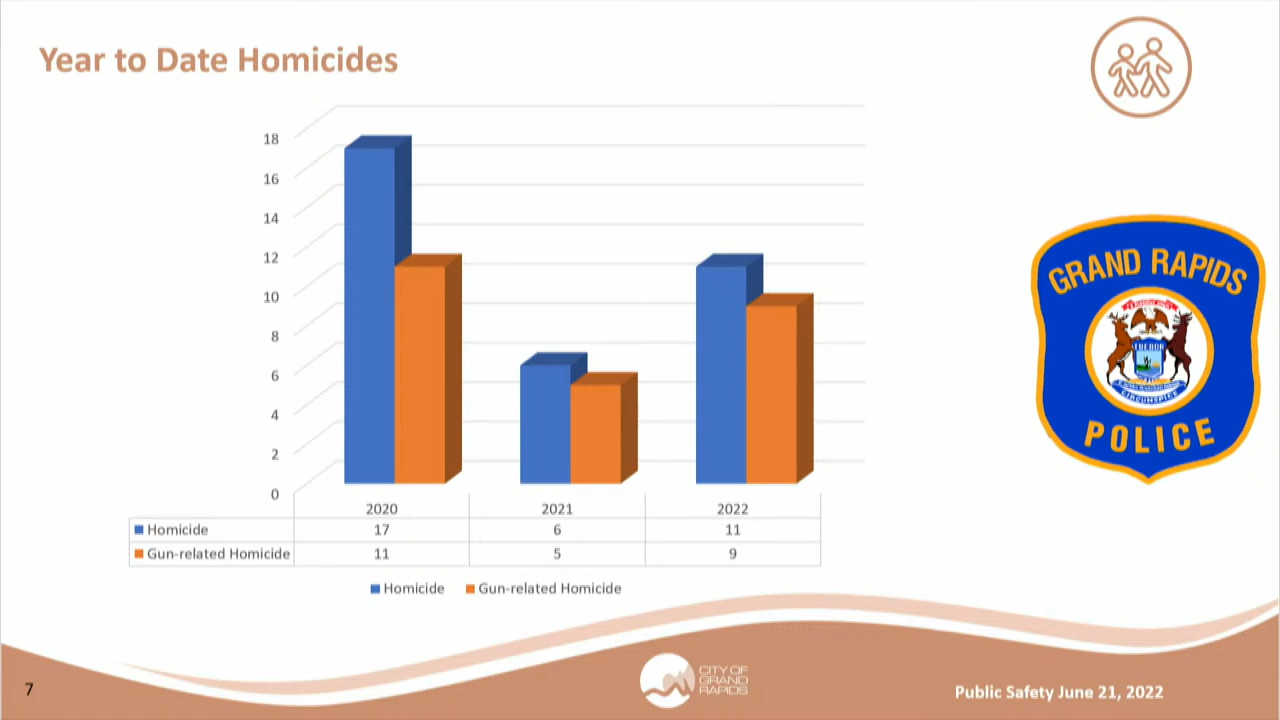 Year to Date Homicides
18
16
14
12
10
8
6
4
2
0
2020 2021 2022
Homicide 17 6 11
Gun-related Homicide 11 5 9
Homicide Gun-related Homicide
GRAND RAPIDS
TUEBOR
CIRCUMSPICE
POLICE
7
CITY OF
GRAND
RAPIDS
Public Safety June 21, 2022